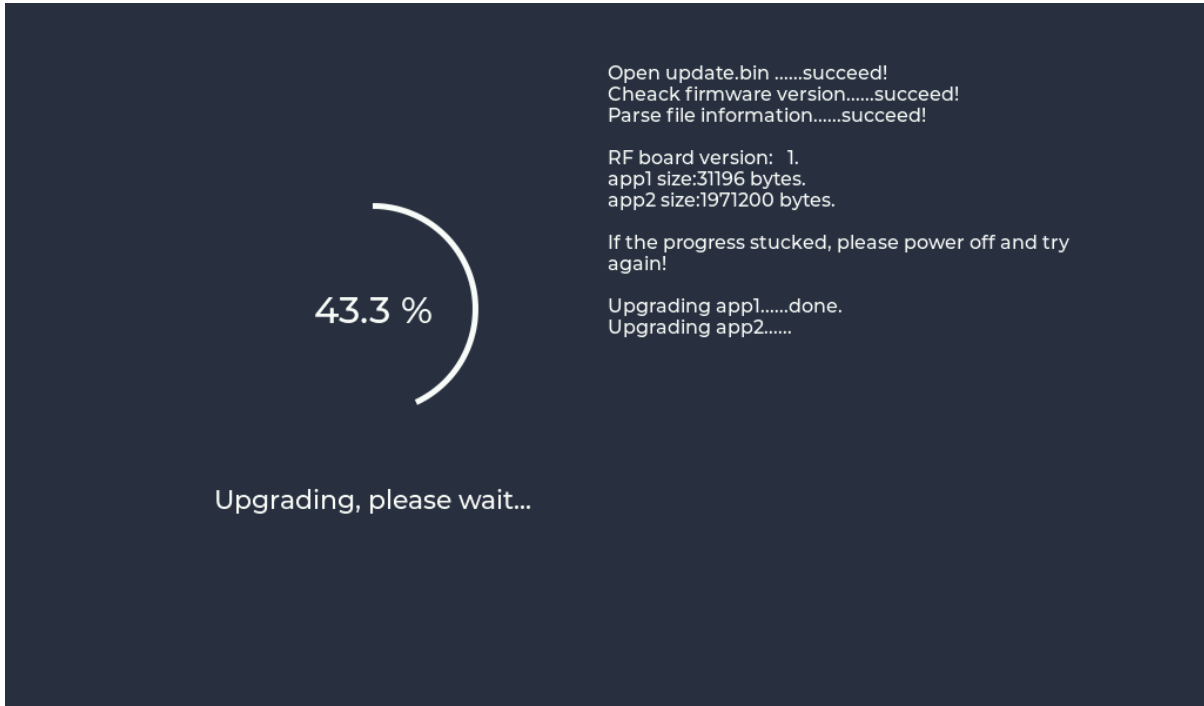 Open update.bin ......succeed!
Cheack firmware version......succeed!
Parse file information......succeed!
RF board version:   1.
app1 size:31196 bytes.
app2 size:1971200 bytes.
If the progress stucked, please power off and try
again!
Upgrading app1......done.
Upgrading app2......
43.3 %
Upgrading, please wait...